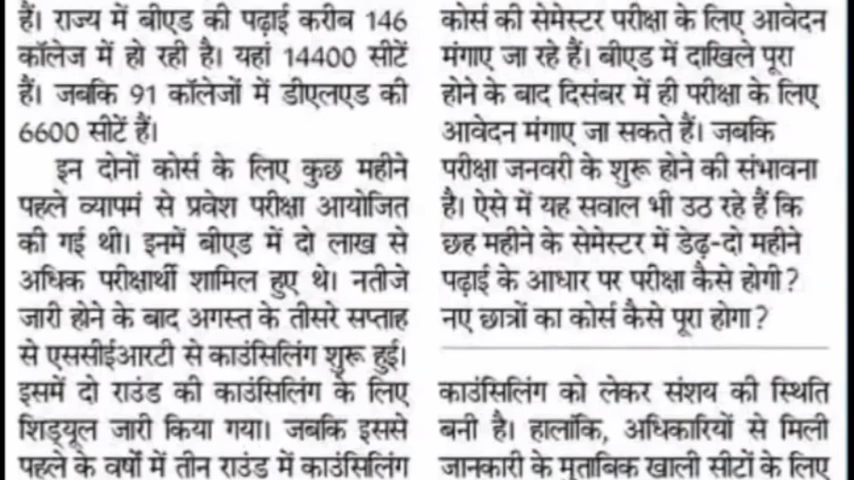 हैं। राज्य में बीएड की पढ़ाई करीब 146
कॉलेज में हो रही है। यहां 14400 सीटें
हैं। जबकि 91 कॉलेजों में डीएलएड की
6600 सीटें हैं।
इन दोनों कोर्स के लिए कुछ महीने
पहले व्यापमं से प्रवेश परीक्षा आयोजित
की गई थी। इनमें बीएड में दो लाख से
अधिक परीक्षार्थी शामिल हुए थे। नतीजे
जारी होने के बाद अगस्त के तीसरे सप्ताह
से एससीईआरटी से काउंसिलिंग शुरू हुई।
इसमें दो राउंड की काउंसिलिंग के लिए
शिड्यूल जारी किया गया। जबकि इससे
पहले के वर्षों में तीन राउंड में काउंसिलिंग
कोर्स की सेमेस्टर परीक्षा के लिए आवेदन
मंगाए जा रहे हैं। बीएड में दाखिले पूरा
होने के बाद दिसंबर में ही परीक्षा के लिए
आवेदन मंगाए जा सकते हैं। जबकि
परीक्षा जनवरी के शुरू होने की संभावना
है। ऐसे में यह सवाल भी उठ रहे हैं कि
छह महीने के सेमेस्टर में डेढ़-दो महीने
पढ़ाई के आधार पर परीक्षा कैसे होगी?
नए छात्रों का कोर्स कैसे पूरा होगा?
काउंसिलिंग को लेकर संशय की स्थिति
बनी है। हालांकि, अधिकारियों से मिली
जानकारी के मुताबिक खाली सीटों के लिए